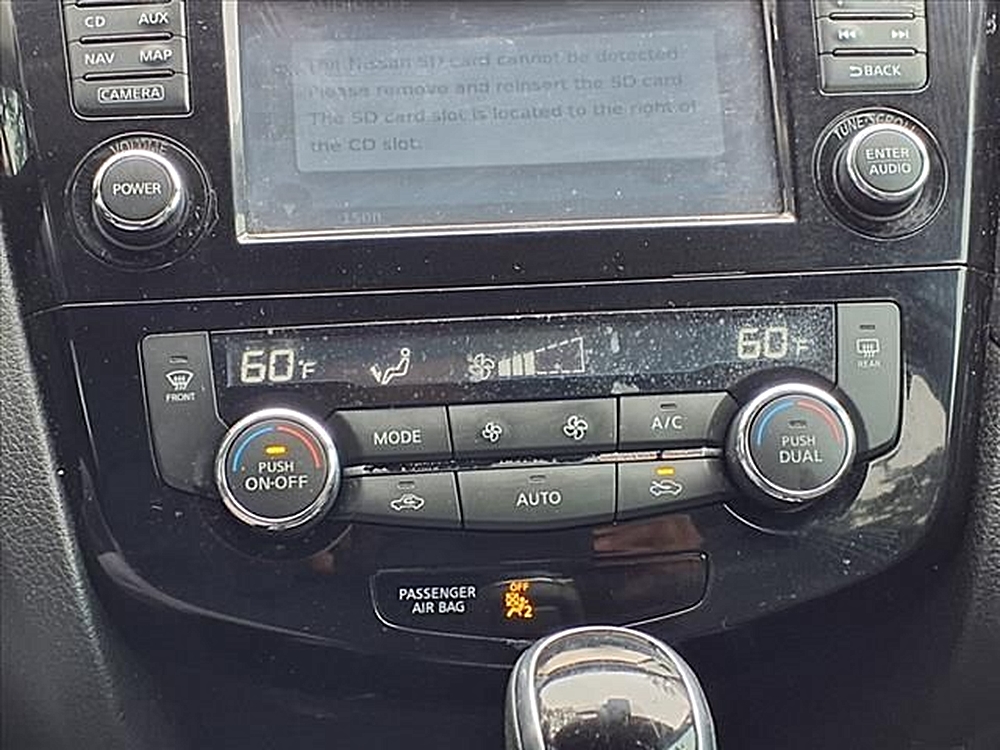 CD AUX
NAV MAP
CAMERA
VOLUME
POWER
Nissan SD card cannot be detected
Please remove and reinsert the SD card
The SD card slot is located to the right of
the CD slot.
BACK
TUNE·SCROLL
ENTER
AUDIO
60°F
60°F
FRONT
REAR
PUSH
ON·OFF
MODE
A/C
AUTO
PUSH
DUAL
PASSENGER
AIR BAG
OFF
2